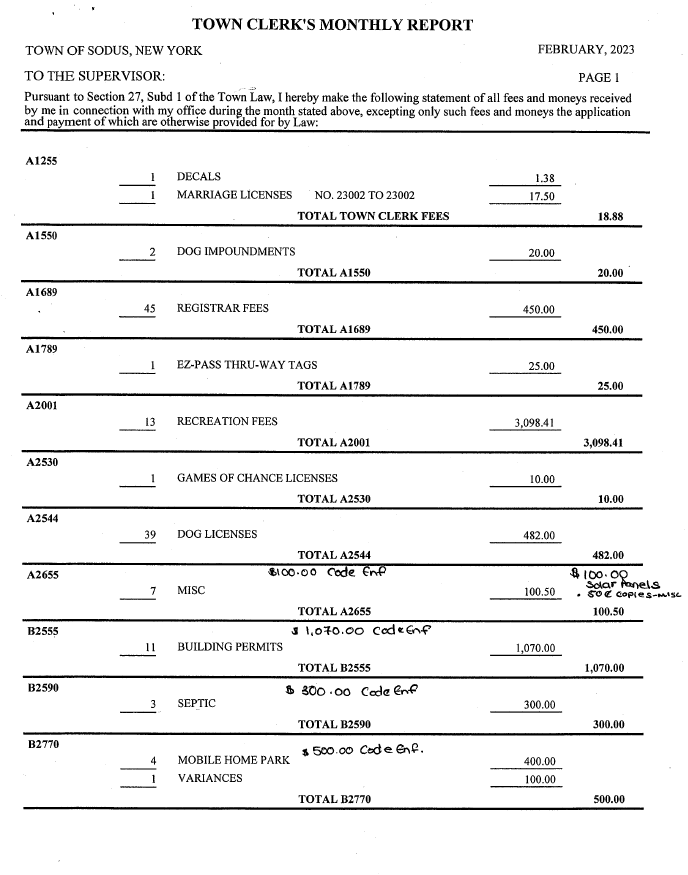 TOWN CLERK'S MONTHLY REPORT
TOWN OF SODUS, NEW YORK FEBRUARY, 2023
TO THE SUPERVISOR: PAGE 1
Pursuant to Section 27, Subd 1 of the Town Law, I hereby make the following statement of all fees and moneys received
by me in connection with my office during the month stated above, excepting only such fees and moneys the application
and payment of which are otherwise provided for by Law:
A1255
1 DECALS 1.38
1 MARRIAGE LICENSES NO. 23002 TO 23002 17.50
TOTAL TOWN CLERK FEES 18.88
A1550
2 DOG IMPOUNDMENTS 20.00
TOTAL A1550 20.00
A1689
45 REGISTRAR FEES 450.00
TOTAL A1689 450.00
A1789
1 EZ-PASS THRU-WAY TAGS 25.00
TOTAL A1789 25.00
A2001
13 RECREATION FEES 3,098.41
TOTAL A2001 3,098.41
A2530
1 GAMES OF CHANCE LICENSES 10.00
TOTAL A2530 10.00
A2544
39 DOG LICENSES 482.00
TOTAL A2544 482.00
A2655 $100.00 Code Enf $100.00
Solar Panels
7 MISC 100.50 .50¢ copies-misc
TOTAL A2655 100.50
B2555 $1,070.00 Code Enf
11 BUILDING PERMITS 1,070.00
TOTAL B2555 1,070.00
B2590 $300.00 Code Enf
3 SEPTIC 300.00
TOTAL B2590 300.00
B2770 $500.00 Code Enf.
4 MOBILE HOME PARK 400.00
1 VARIANCES 100.00
TOTAL B2770 500.00